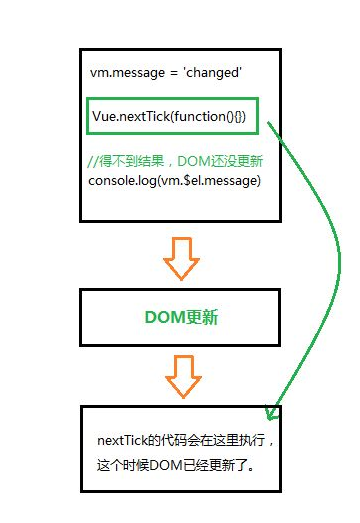 vm.message = 'changed'
Vue.nextTick(function(){})
//得不到结果，DOM还没更新
console.log(vm.$el.message)
DOM更新
nextTick的代码会在这里执行，
这个时候DOM已经更新了。